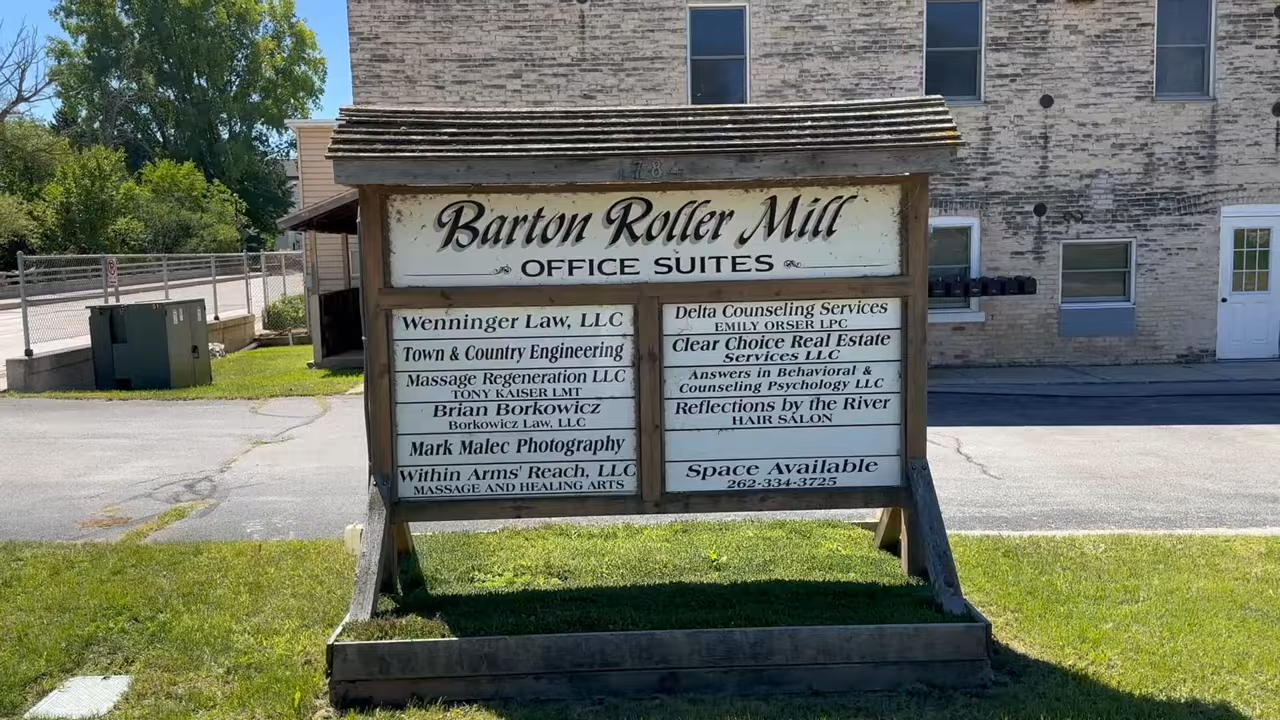 1784
Barton Roller Mill
OFFICE SUITES
Wenninger Law, LLC
Town & Country Engineering
Massage Regeneration LLC
TONY KAISER LMT
Brian Borkowicz
Borkowicz Law, LLC
Mark Malec Photography
Within Arms' Reach, LLC
MASSAGE AND HEALING ARTS
Delta Counseling Services
EMILY ORSER LPC
Clear Choice Real Estate
Services LLC
Answers in Behavioral &
Counseling Psychology LLC
Reflections by the River
HAIR SALON
Space Available
262-334-3725